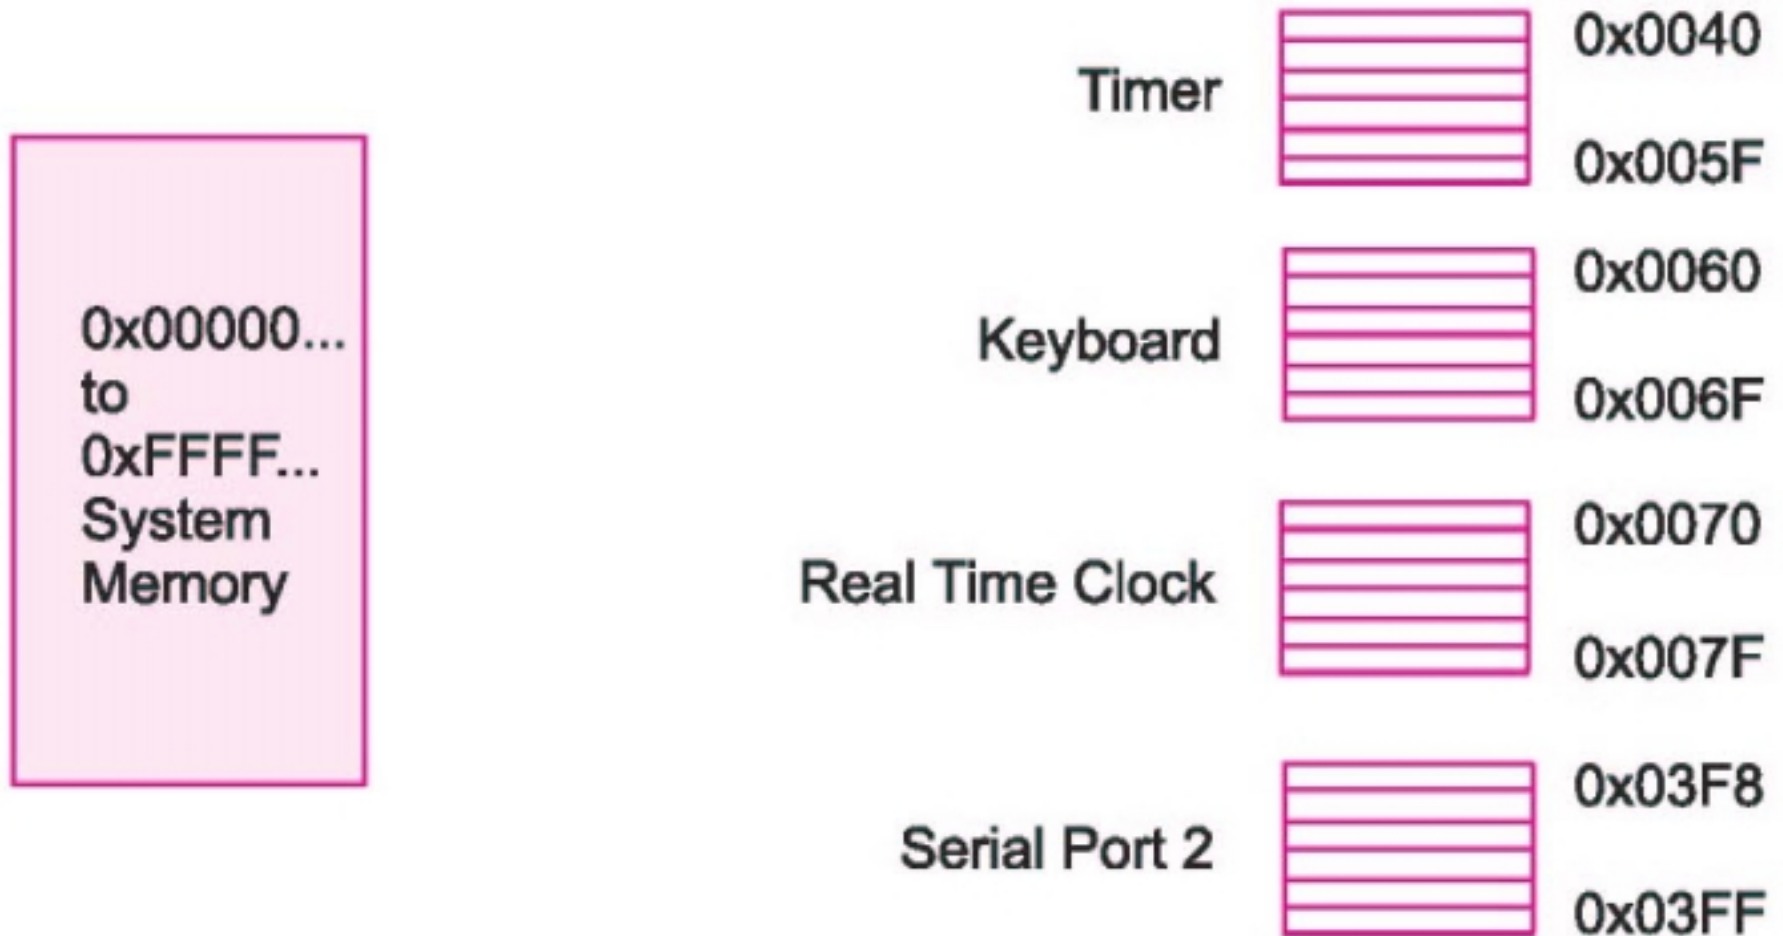 0x00000...
to
0xFFFF...
System
Memory
Timer
0x0040
0x005F
Keyboard
0x0060
0x006F
Real Time Clock
0x0070
0x007F
Serial Port 2
0x03F8
0x03FF